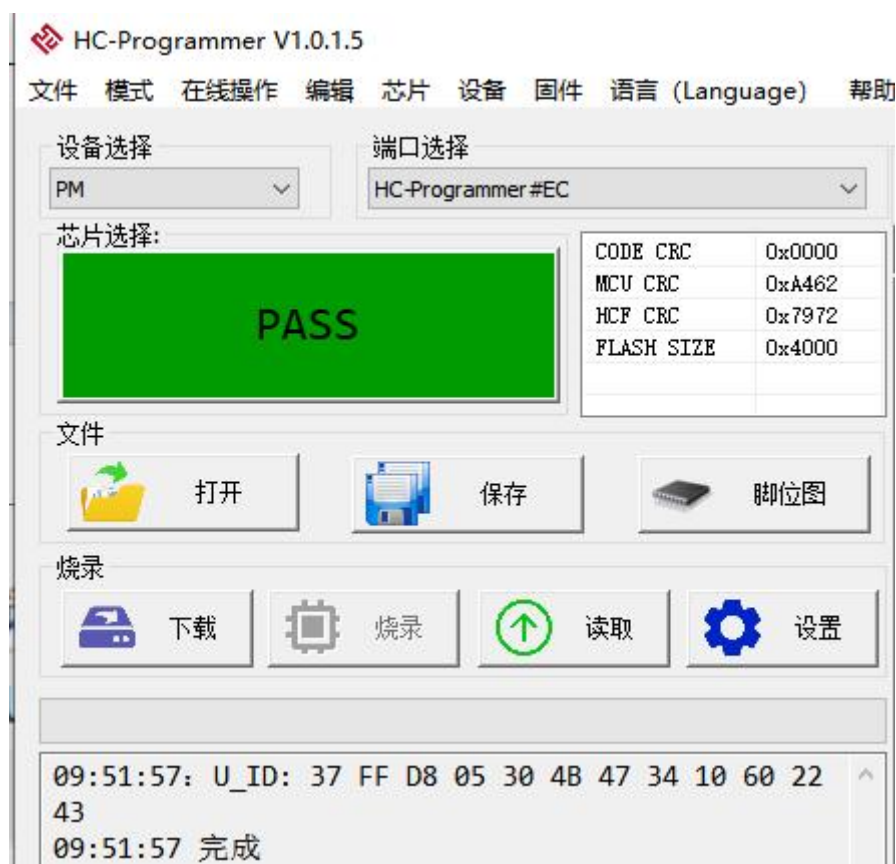 HC-Programmer V1.0.1.5
文件 模式 在线操作 编辑 芯片 设备 固件 语言 (Language) 帮助
设备选择 端口选择
PM HC-Programmer#EC
芯片选择:
PASS
CODE CRC 0x0000
MCU CRC 0xA462
HCF CRC 0x7972
FLASH SIZE 0x4000
文件
打开 保存 脚位图
烧录
下载 烧录 读取 设置
09:51:57: U_ID: 37 FF D8 05 30 4B 47 34 10 60 22
43
09:51:57 完成